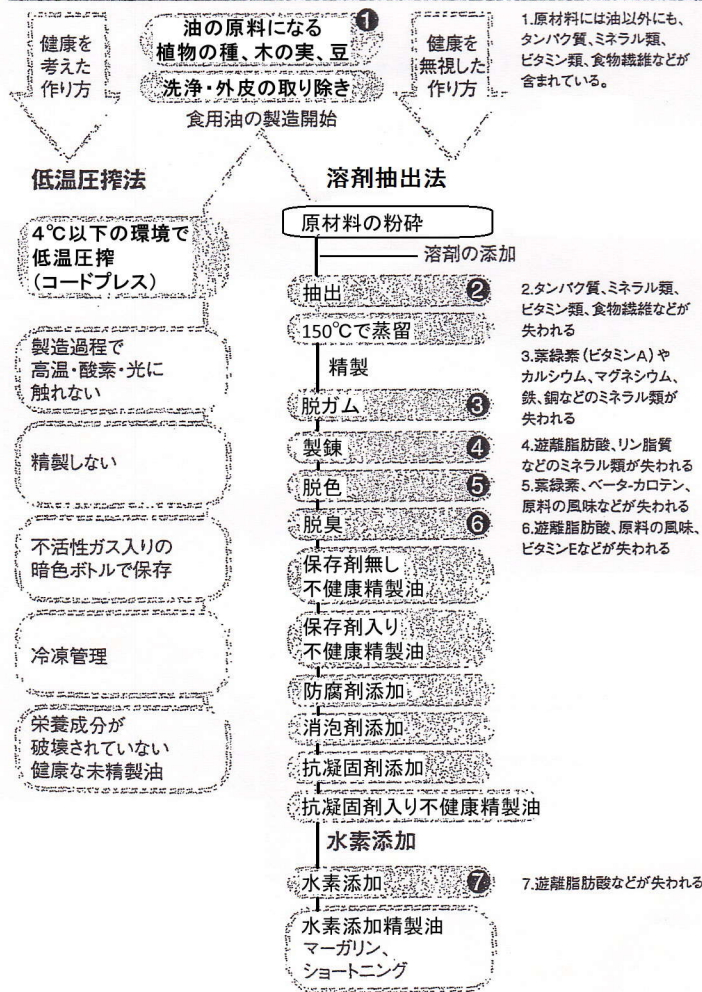 健康を
考えた
作り方
油の原料になる
植物の種、木の実、豆
❶
洗浄・外皮の取り除き
食用油の製造開始
健康を
無視した
作り方
1.原材料には油以外にも、
タンパク質、ミネラル類、
ビタミン類、食物繊維などが
含まれている。
低温圧搾法
4℃以下の環境で
低温圧搾
(コードプレス)
製造過程で
高温・酸素・光に
触れない
精製しない
不活性ガス入りの
暗色ボトルで保存
冷凍管理
栄養成分が
破壊されていない
健康な未精製油
溶剤抽出法
原材料の粉砕
溶剤の添加
抽出 ❷
150℃で蒸留
精製
脱ガム ❸
製錬 ❹
脱色 ❺
脱臭 ❻
保存剤無し
不健康精製油
保存剤入り
不健康精製油
防腐剤添加
消泡剤添加
抗凝固剤添加
抗凝固剤入り不健康精製油
水素添加
水素添加 ❼
水素添加精製油
マーガリン、
ショートニング
2.タンパク質、ミネラル類、
ビタミン類、食物繊維などが
失われる
3.葉緑素(ビタミンA)や
カルシウム、マグネシウム、
鉄、銅などのミネラル類が
失われる
4.遊離脂肪酸、リン脂質
などのミネラル類が失われる
5.葉緑素、ベータ-カロテン、
原料の風味などが失われる
6.遊離脂肪酸、原料の風味、
ビタミンEなどが失われる
7.遊離脂肪酸などが失われる